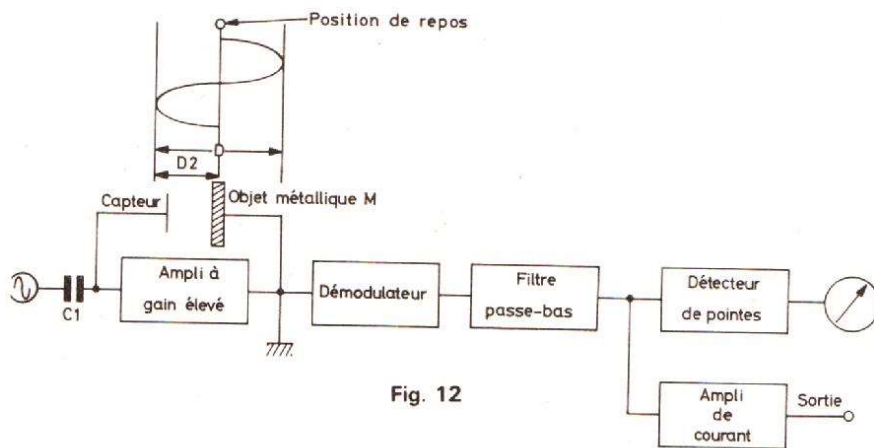 Position de repos
D
D2
Capteur
Objet métallique M
C1
Ampli à
gain élevé
Démodulateur
Filtre
passe-bas
Détecteur
de pointes
Fig. 12
Ampli
de
courant
Sortie